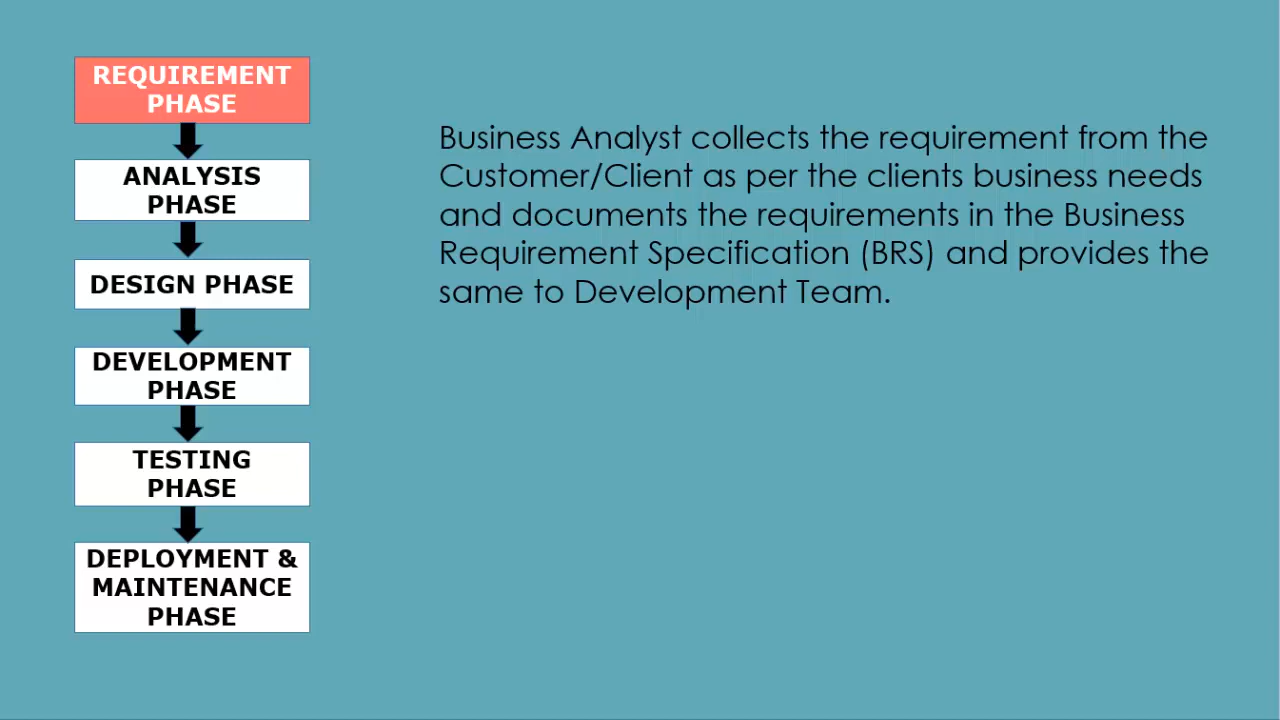 REQUIREMENT
PHASE
ANALYSIS
PHASE
DESIGN PHASE
DEVELOPMENT
PHASE
TESTING
PHASE
DEPLOYMENT &
MAINTENANCE
PHASE
Business Analyst collects the requirement from the
Customer/Client as per the clients business needs
and documents the requirements in the Business
Requirement Specification (BRS) and provides the
same to Development Team.